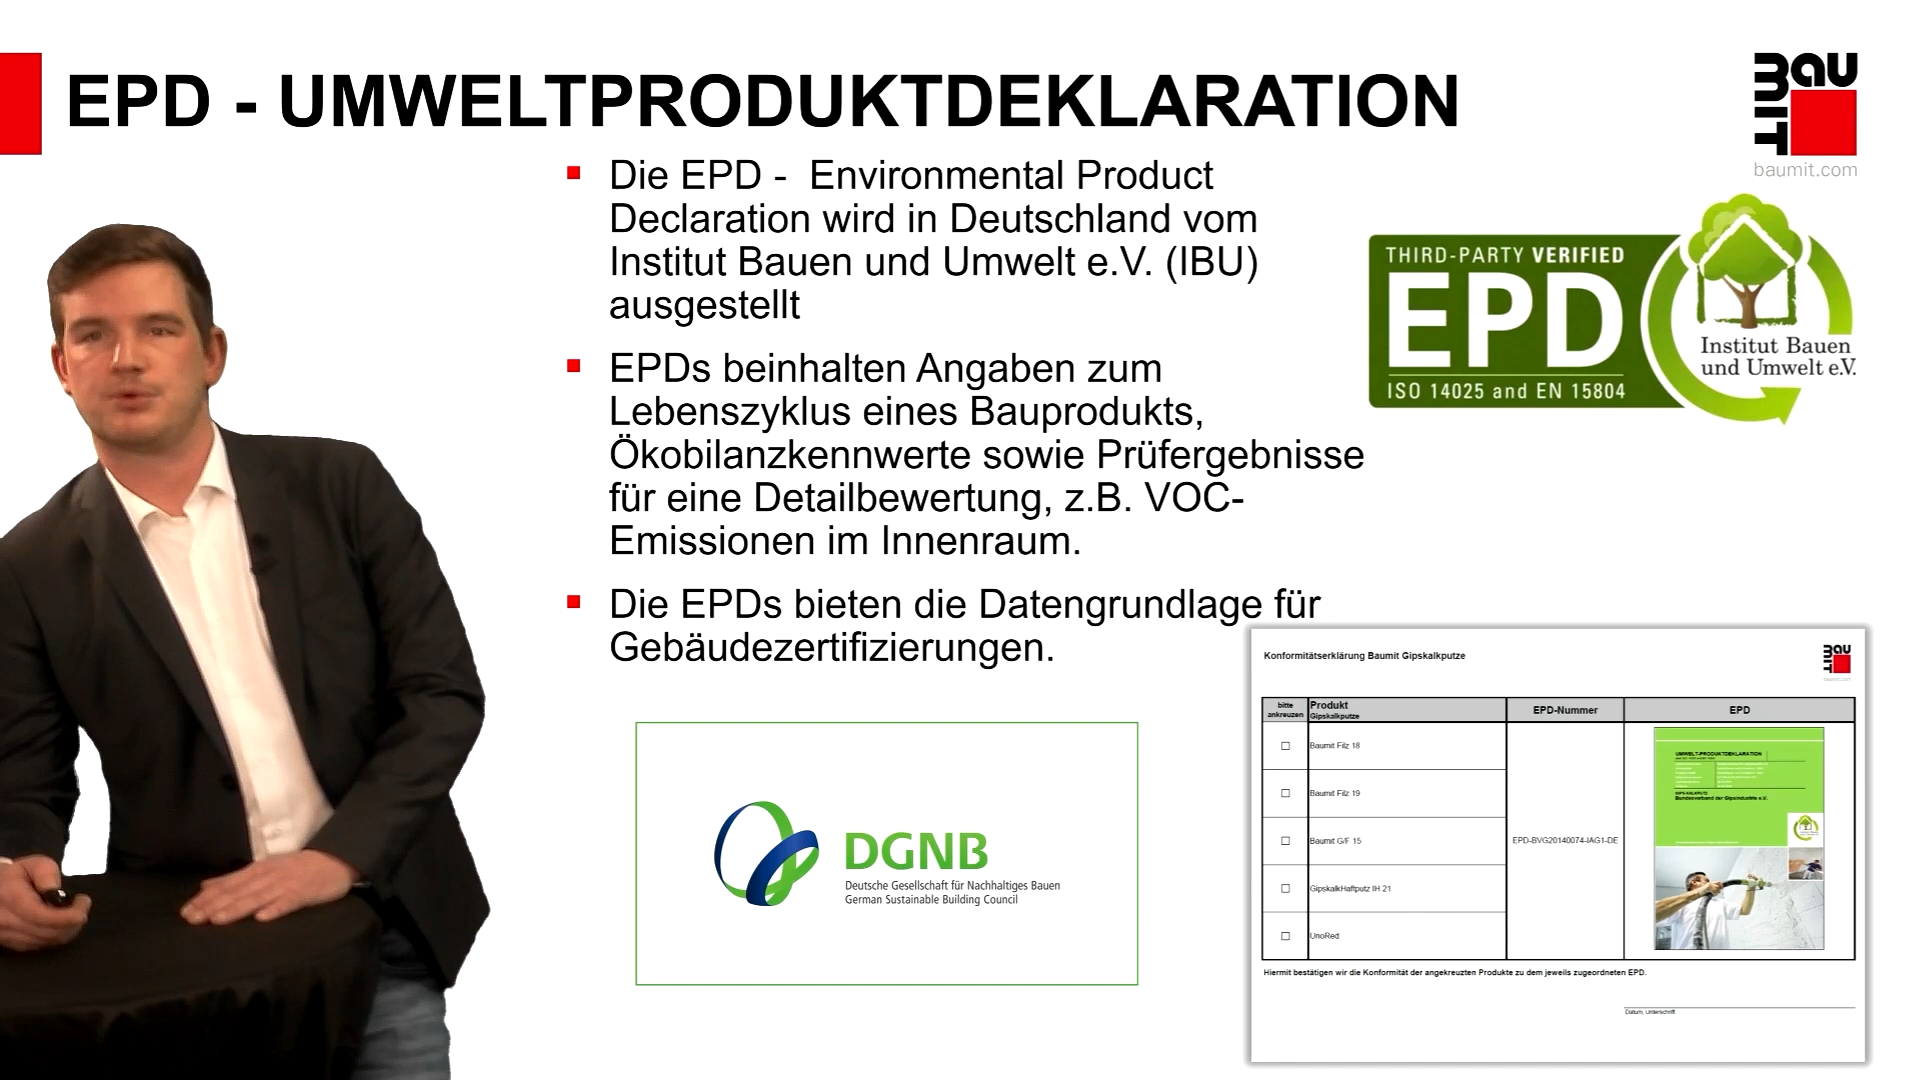 EPD - UMWELTPRODUKTDEKLARATION
BauMIT
baumit.com
Die EPD - Environmental Product
Declaration wird in Deutschland vom
Institut Bauen und Umwelt e.V. (IBU)
ausgestellt
EPDs beinhalten Angaben zum
Lebenszyklus eines Bauprodukts,
Ökobilanzkennwerte sowie Prüfergebnisse
für eine Detailbewertung, z.B. VOC-
Emissionen im Innenraum.
Die EPDs bieten die Datengrundlage für
Gebäudezertifizierungen.
THIRD-PARTY VERIFIED
EPD
ISO 14025 and EN 15804
Institut Bauen
und Umwelt e.V.
DGNB
Deutsche Gesellschaft für Nachhaltiges Bauen
German Sustainable Building Council
Konformitätserklärung Baumit Gipskalkputze
BauMIT
bitte
ankreuzen
Produkt
Gipskalkputze
EPD-Nummer
EPD
Baumit Filz 18
Baumit Filz 19
Baumit G/F 15
GipskalkHaftputz IH 21
UnoRed
EPD-BVG20140074-IAG1-DE
UMWELT-PRODUKTDEKLARATION
Bundesverband der Gipsindustrie e.V.
Hiermit bestätigen wir die Konformität der angekreuzten Produkte zu dem jeweils zugeordneten EPD.
Datum, Unterschrift